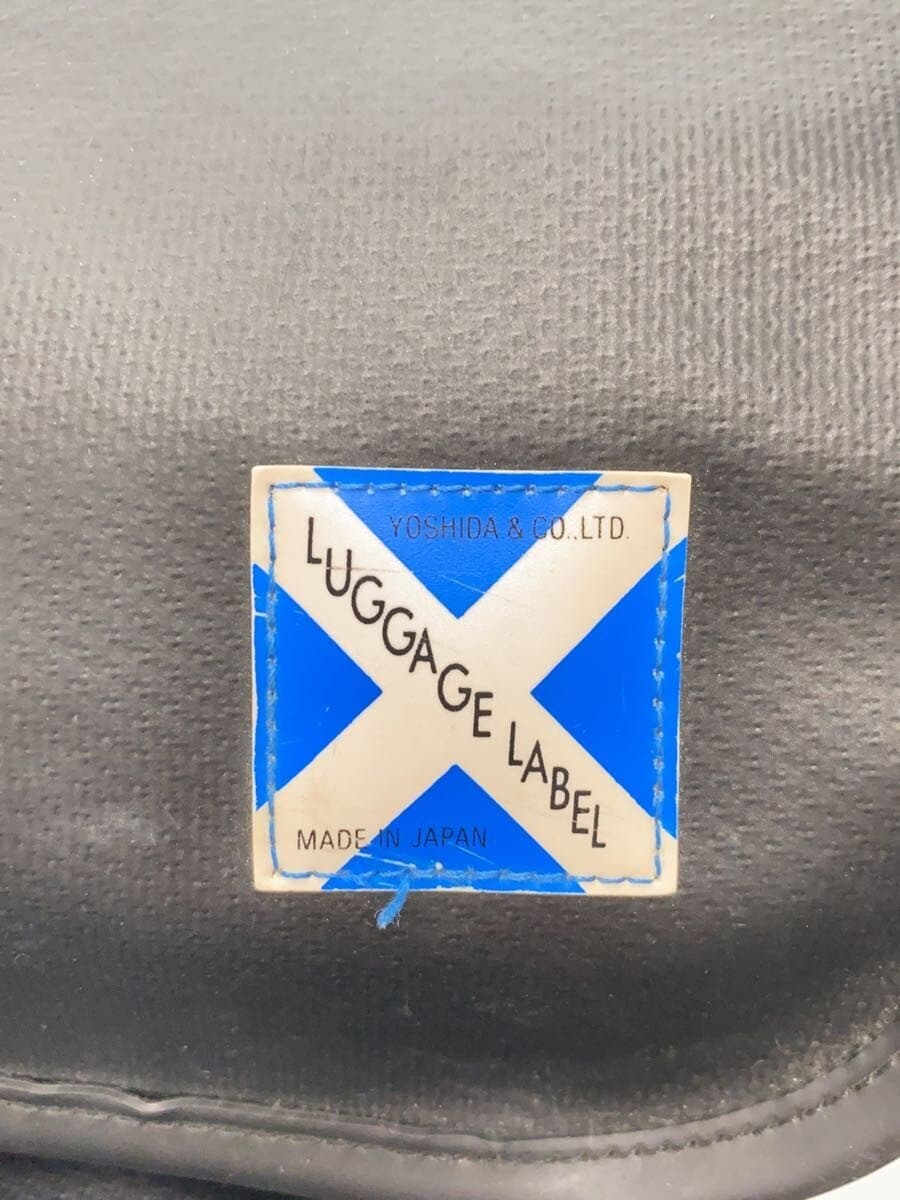 YOSHIDA & CO.,LTD.
LUGGAGE LABEL
MADE IN JAPAN